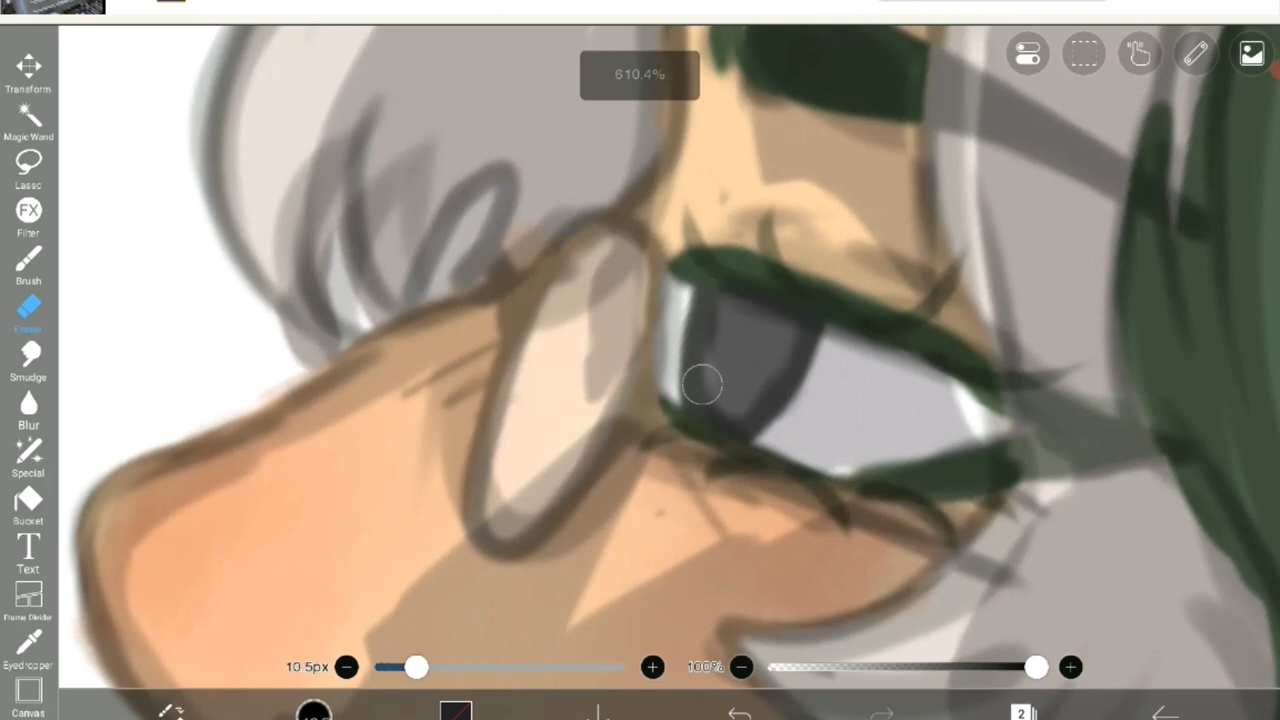 610.4%
Transform
Magic Wand
Lasso
FX
Filter
Brush
Eraser
Smudge
Blur
Special
Bucket
T
Text
Frame Divider
Eyedropper
Canvas
10.5px
100%
2